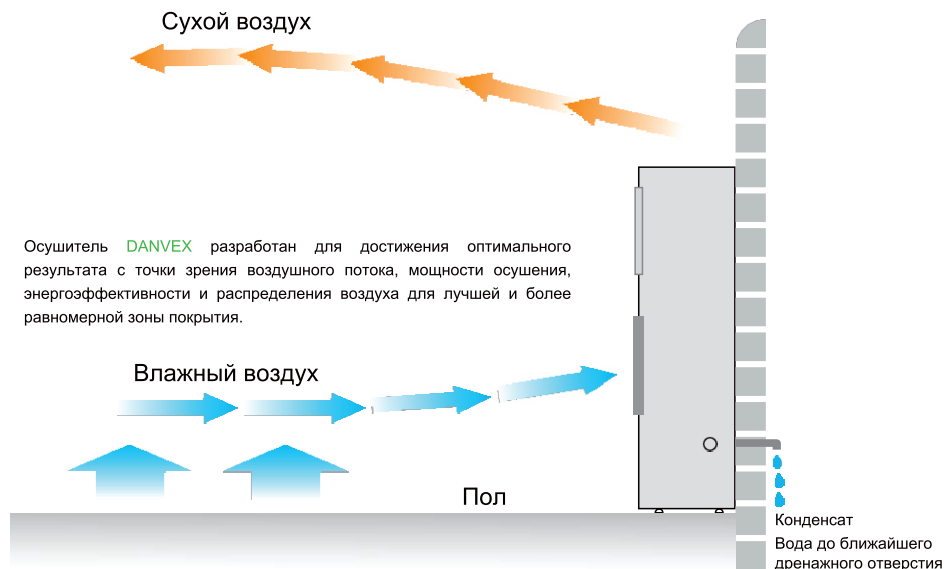 Сухой воздух
Осушитель DANVEX разработан для достижения оптимального
результата с точки зрения воздушного потока, мощности осушения,
энергоэффективности и распределения воздуха для лучшей и более
равномерной зоны покрытия.
Влажный воздух
Пол
Конденсат
Вода до ближайшего
дренажного отверстия